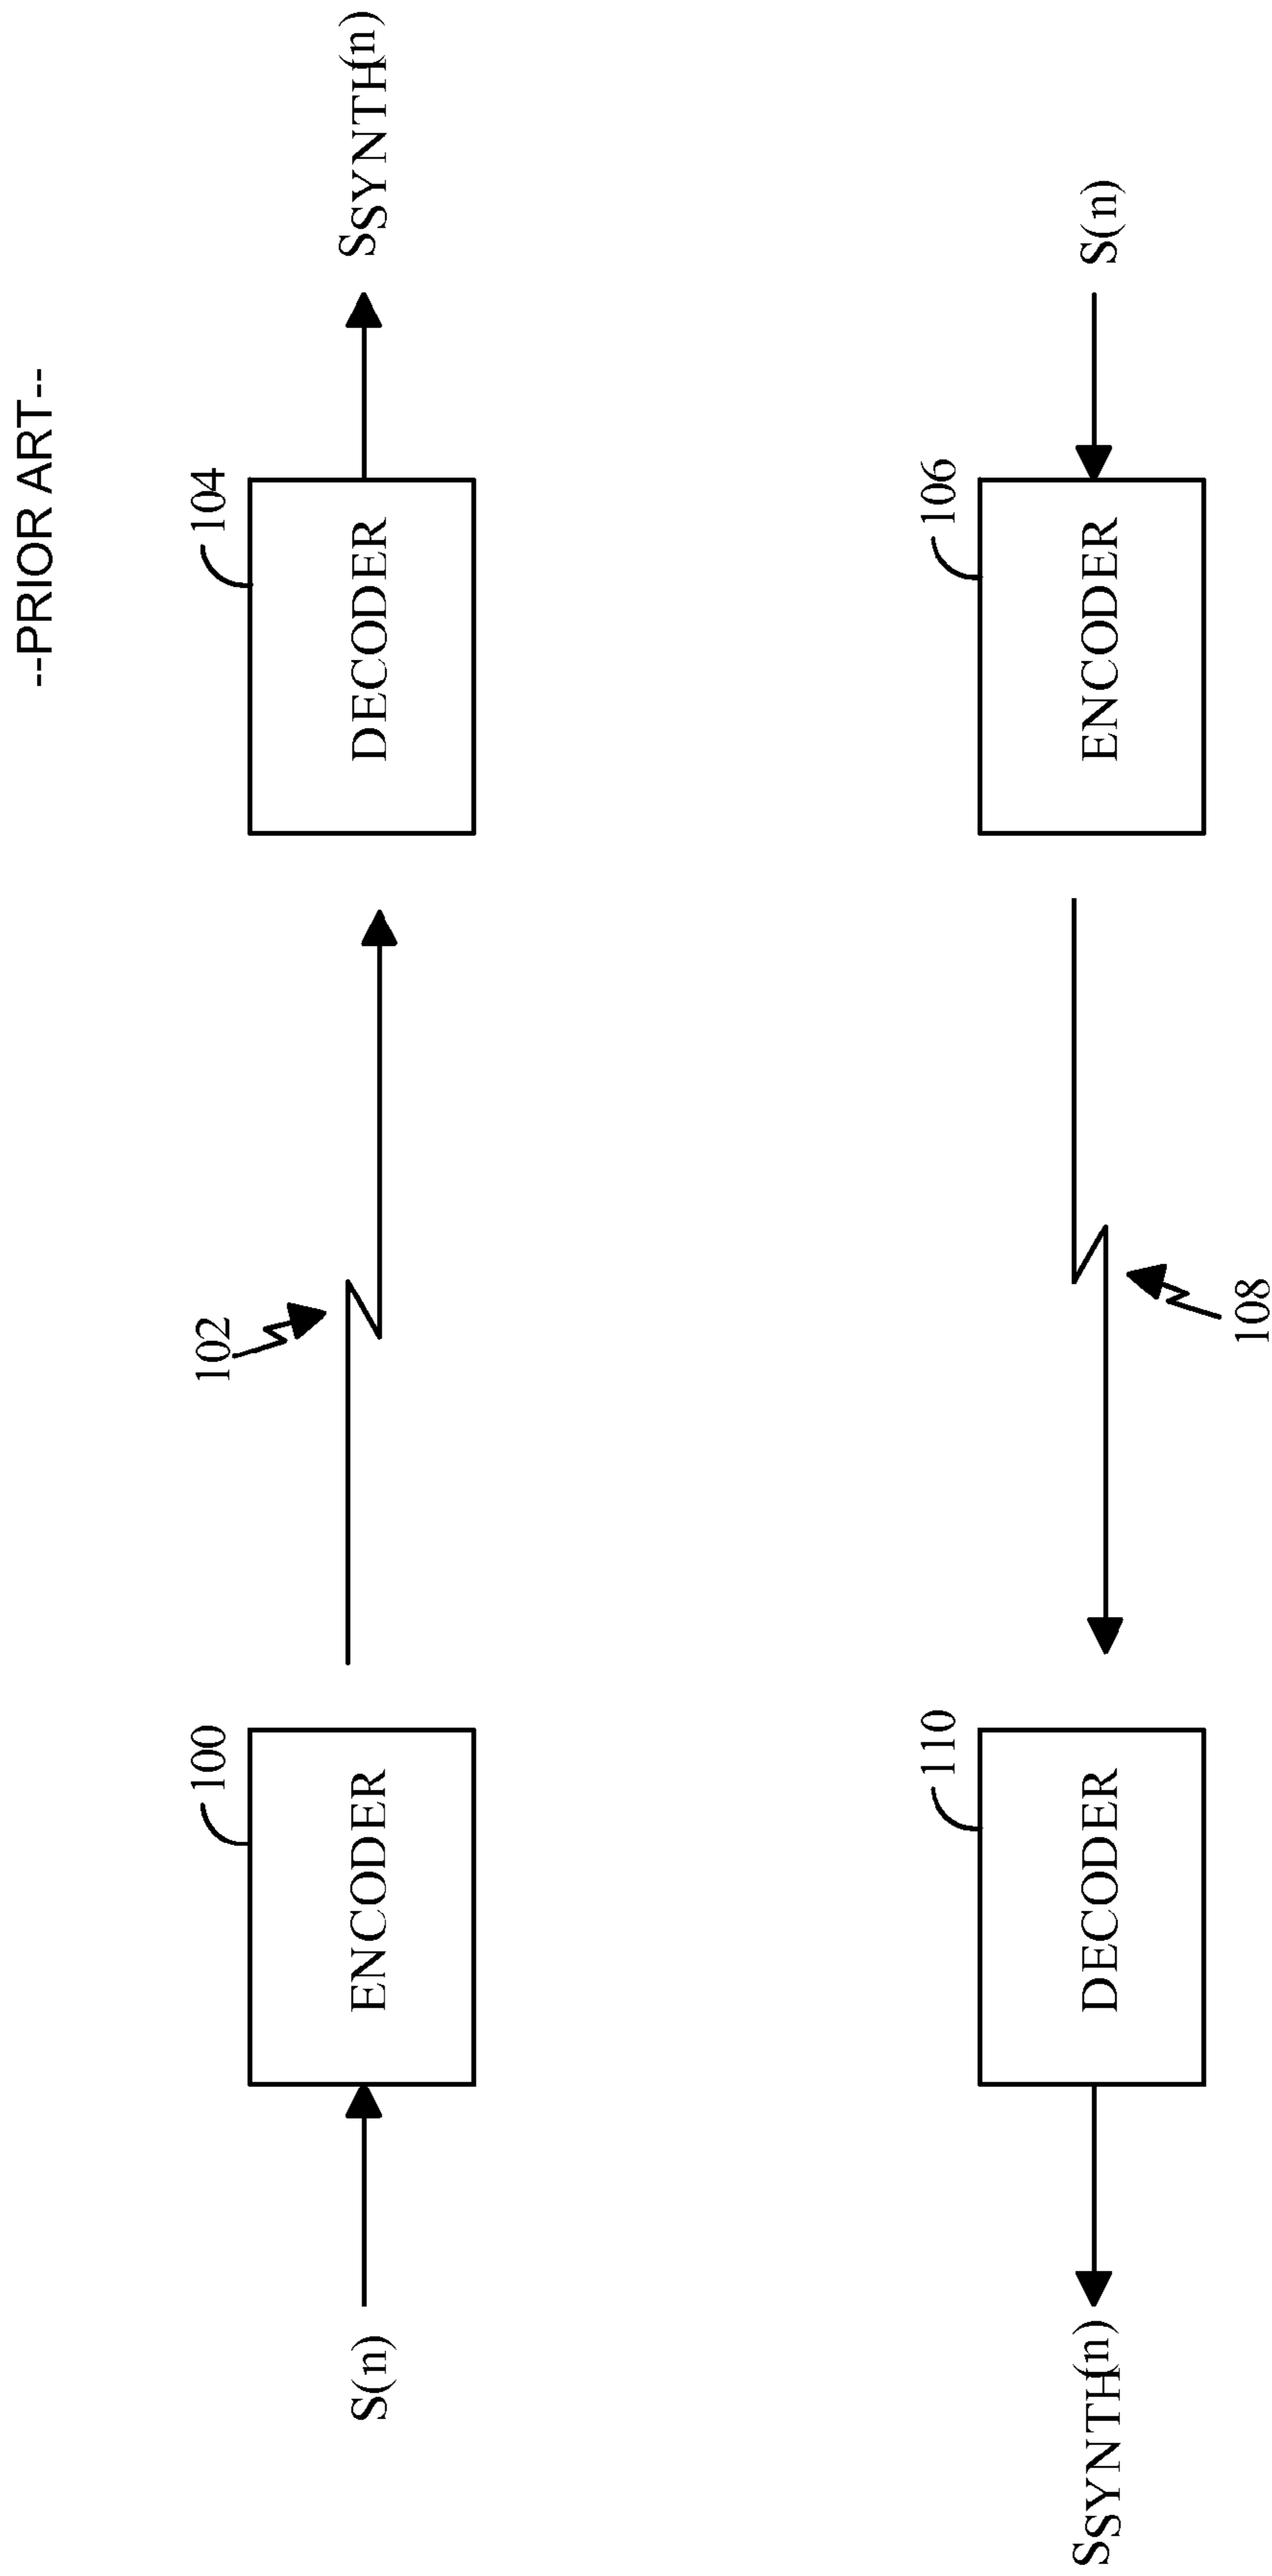 --PRIOR ART--
100
102
104
S(n)
ENCODER
DECODER
SSYNTH(n)
110
106
SSYNTH(n)
DECODER
ENCODER
S(n)
108